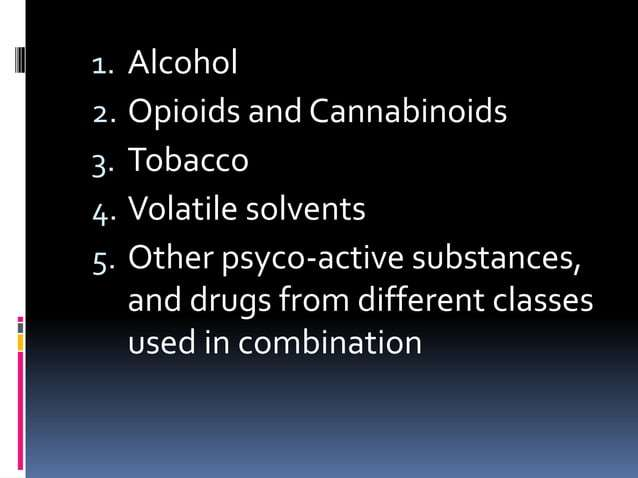 1. Alcohol
2. Opioids and Cannabinoids
3. Tobacco
4. Volatile solvents
5. Other psyco-active substances,
and drugs from different classes
used in combination